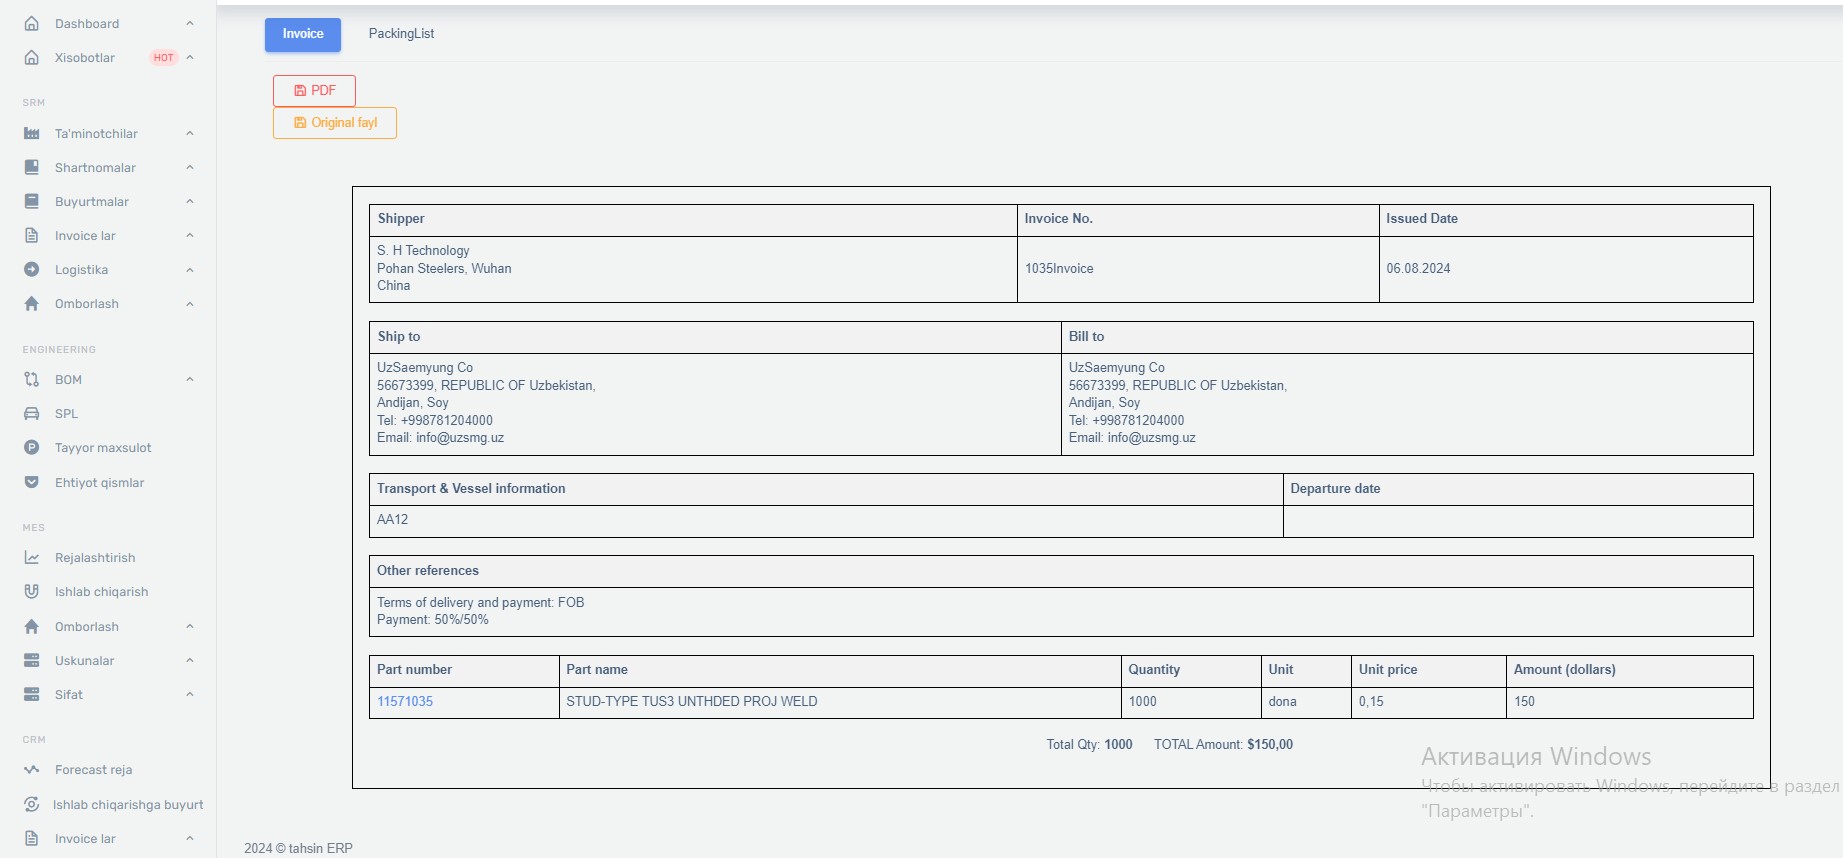 Dashboard
Xisobotlar HOT
SRM
Ta'minotchilar
Shartnomalar
Buyurtmalar
Invoice lar
Logistika
Omborlash
ENGINEERING
BOM
SPL
Tayyor maxsulot
Ehtiyot qismlar
MES
Rejalashtirish
Ishlab chiqarish
Omborlash
Uskunalar
Sifat
CRM
Forecast reja
Ishlab chiqarishga buyurt
Invoice lar
Invoice PackingList
PDF
Original fayl
Shipper Invoice No. Issued Date
S. H Technology
Pohan Steelers, Wuhan 1035Invoice 06.08.2024
China
Ship to Bill to
UzSaemyung Co UzSaemyung Co
56673399, REPUBLIC OF Uzbekistan, 56673399, REPUBLIC OF Uzbekistan,
Andijan, Soy Andijan, Soy
Tel: +998781204000 Tel: +998781204000
Email: info@uzsmg.uz Email: info@uzsmg.uz
Transport & Vessel information Departure date
AA12
Other references
Terms of delivery and payment: FOB
Payment: 50%/50%
Part number Part name Quantity Unit Unit price Amount (dollars)
11571035 STUD-TYPE TUS3 UNTHDED PROJ WELD 1000 dona 0,15 150
Total Qty: 1000 TOTAL Amount: $150,00
Активация Windows
Чтобы активировать Windows, перейдите в раздел
"Параметры".
2024 © tahsin ERP